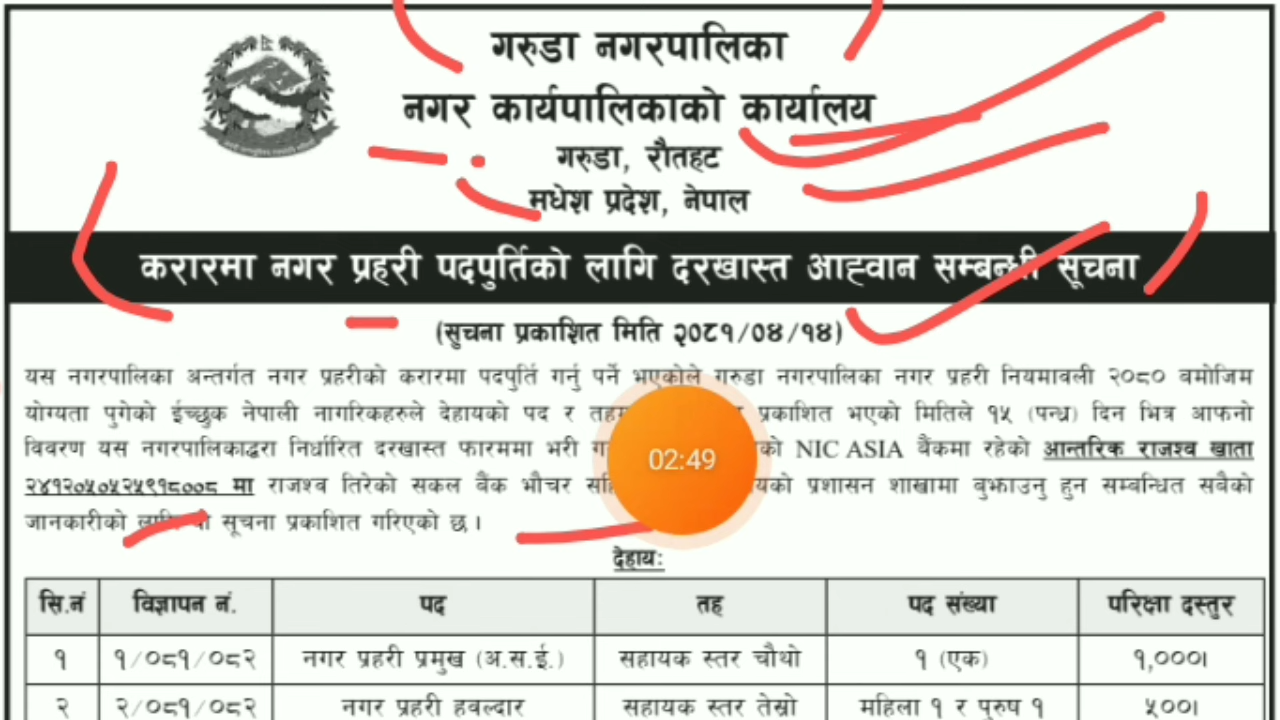 गरुडा नगरपालिका
नगर कार्यपालिकाको कार्यालय
गरुडा, रौतहट
मधेश प्रदेश, नेपाल
करारमा नगर प्रहरी पदपुर्तिको लागि दरखास्त आह्वान सम्बन्धी सूचना
(सुचना प्रकाशित मिति २०८१/०४/१४)
यस नगरपालिका अन्तर्गत नगर प्रहरीको करारमा पदपुर्ति गर्नु पर्ने भएकोले गरुडा नगरपालिका नगर प्रहरी नियमावली २०८० बमोजिम
योग्यता पुगेको ईच्छुक नेपाली नागरिकहरुले देहायको पद र प्रकाशित भएको मितिले १५ (पन्ध्र) दिन भित्र आफनो
विवरण यस नगरपालिकाद्वारा निर्धारित दरखास्त फारममा भरी NIC ASIA बैंकमा रहेको आन्तरिक राजश्व खाता
२४१२०५०५२५९१८००८ मा राजश्व तिरेको सकल बैंक भौचर प्रशासन शाखामा बुझाउनु हुन सम्बन्धित सबैको
जानकारीको लागि यो सूचना प्रकाशित गरिएको छ ।
02:49
देहायः
सि.नं विज्ञापन नं. पद तह पद संख्या परिक्षा दस्तुर
१ १/०८१/०८२ नगर प्रहरी प्रमुख (अ.स.ई.) सहायक स्तर चौथो १ (एक) १,०००।
२ २/०८१/०८२ नगर प्रहरी हवल्दार सहायक स्तर तेस्रो महिला १ र पुरुष १ ५००।